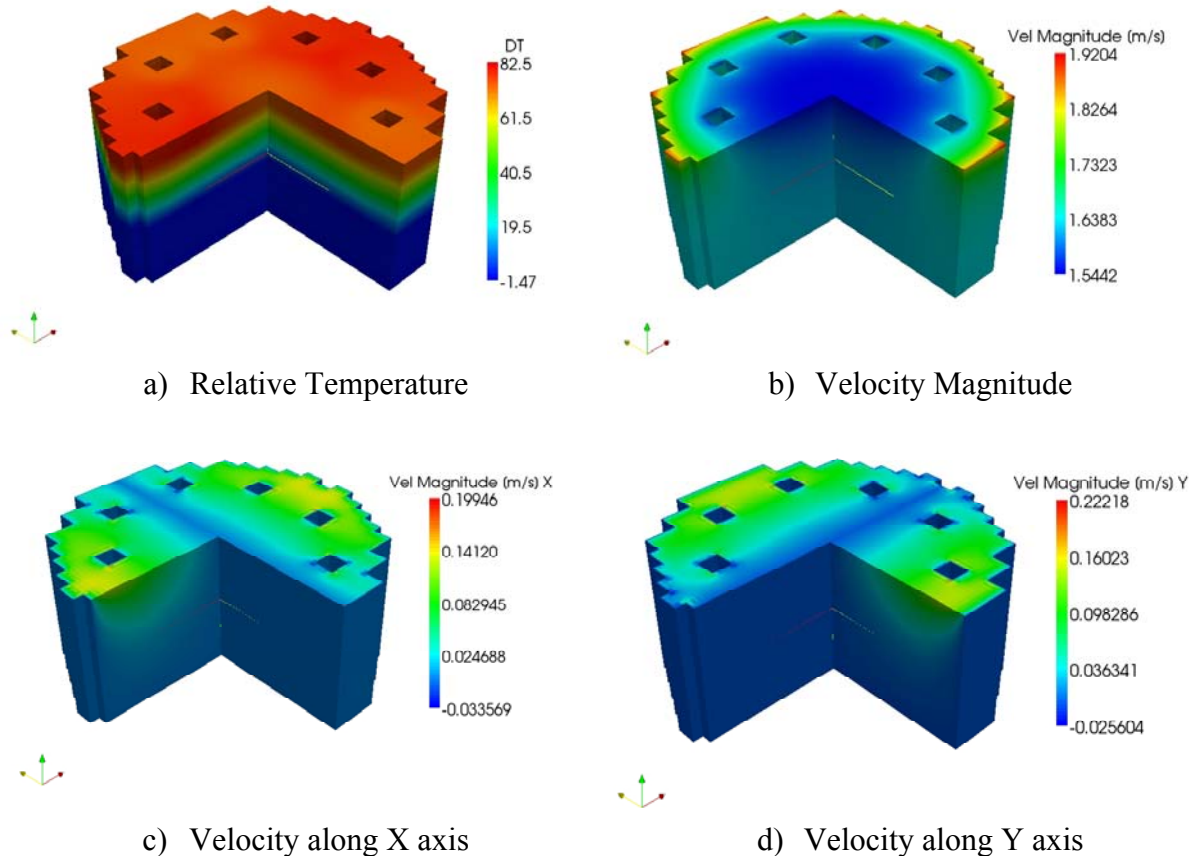 DT
82.5
61.5
40.5
19.5
-1.47
a) Relative Temperature
Vel Magnitude (m/s)
1.9204
1.8264
1.7323
1.6383
1.5442
b) Velocity Magnitude
Vel Magnitude (m/s) X
0.19946
0.14120
0.082945
0.024688
-0.033569
c) Velocity along X axis
Vel Magnitude (m/s) Y
0.22218
0.16023
0.098286
0.036341
-0.025604
d) Velocity along Y axis